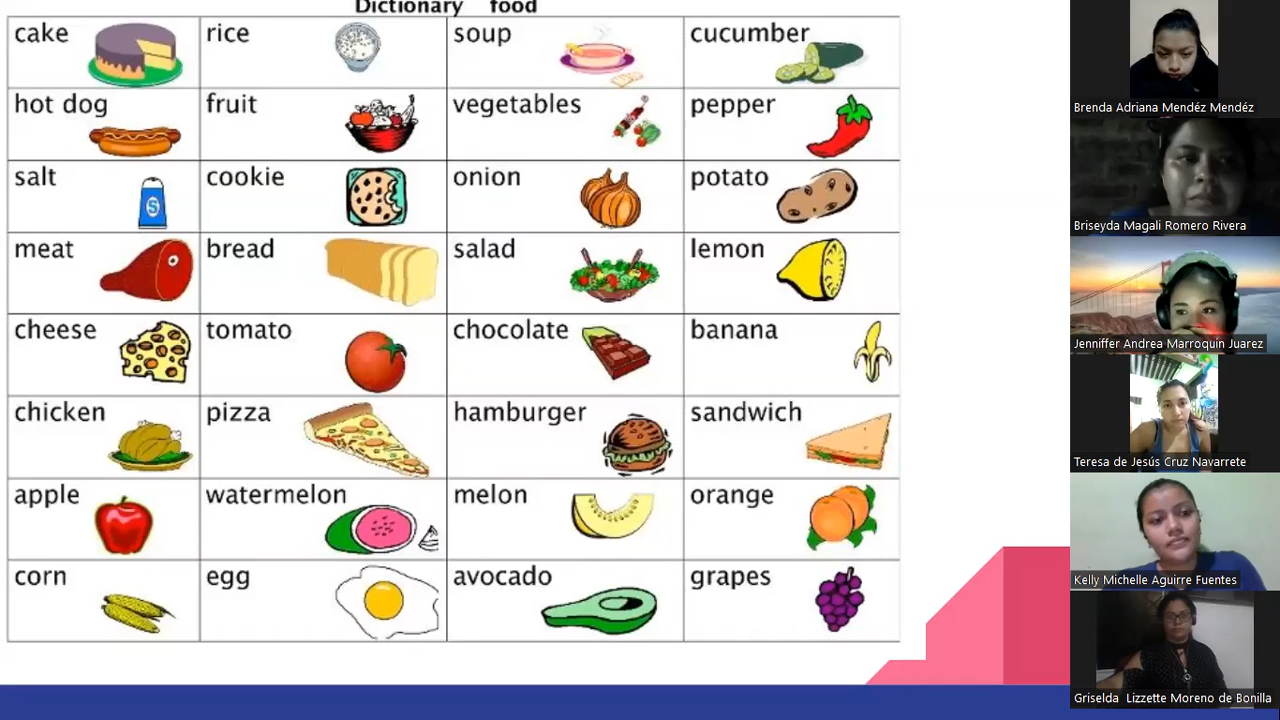 Dictionary food
cake rice soup cucumber
hot dog fruit vegetables pepper
salt cookie onion potato
S
meat bread salad lemon
cheese tomato chocolate banana
chicken pizza hamburger sandwich
apple watermelon melon orange
corn egg avocado grapes
Brenda Adriana Mendéz Mendéz
Briseyda Magali Romero Rivera
Jenniffer Andrea Marroquin Juarez
Teresa de Jesús Cruz Navarrete
Kelly Michelle Aguirre Fuentes
Griselda Lizzette Moreno de Bonilla